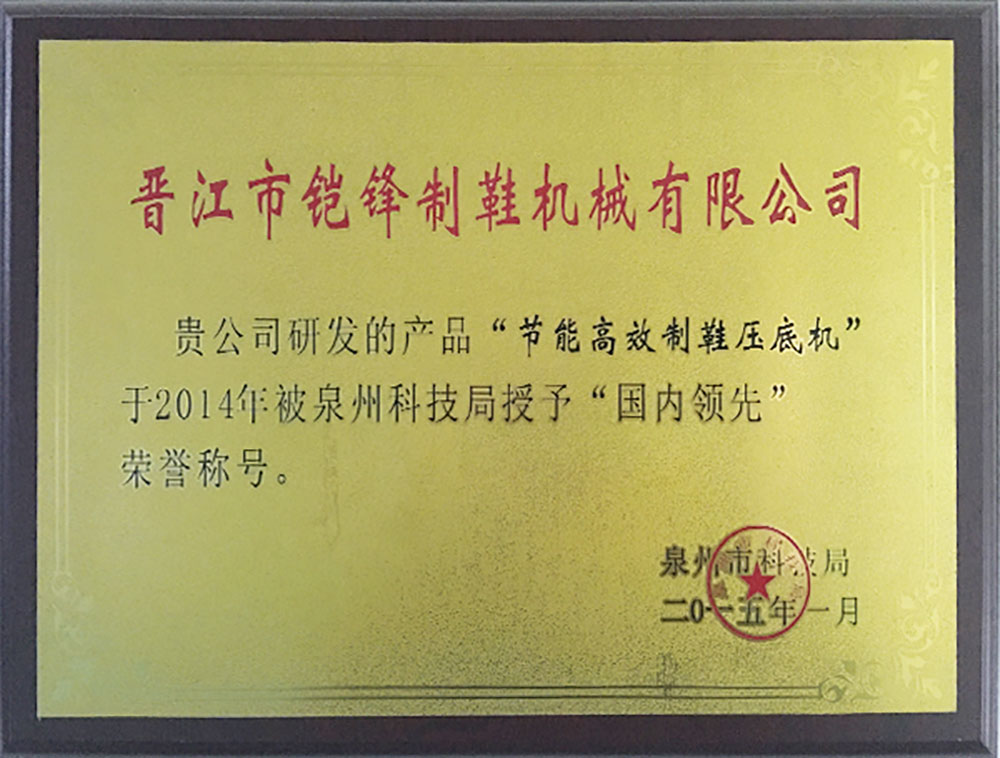 晋江市铠锋制鞋机械有限公司
贵公司研发的产品“节能高效制鞋压底机”
于2014年被泉州科技局授予“国内领先”
荣誉称号。
泉州市科技局
二0一五年一月